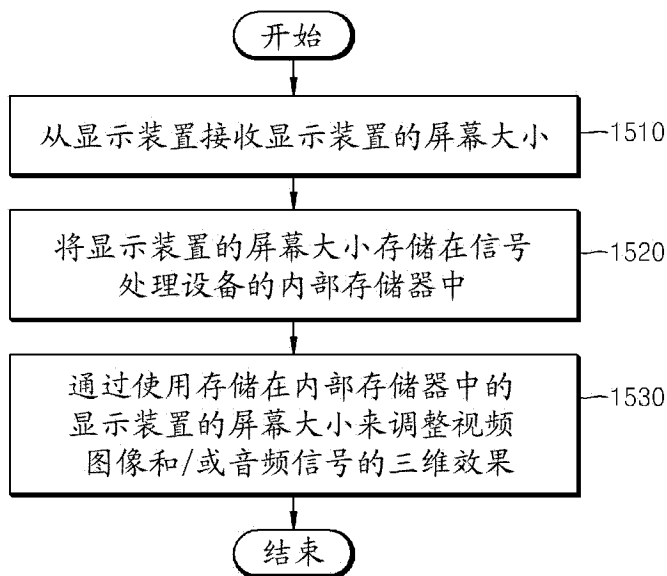 开始
从显示装置接收显示装置的屏幕大小
1510
将显示装置的屏幕大小存储在信号
处理设备的内部存储器中
1520
通过使用存储在内部存储器中的
显示装置的屏幕大小来调整视频
图像和/或音频信号的三维效果
1530
结束